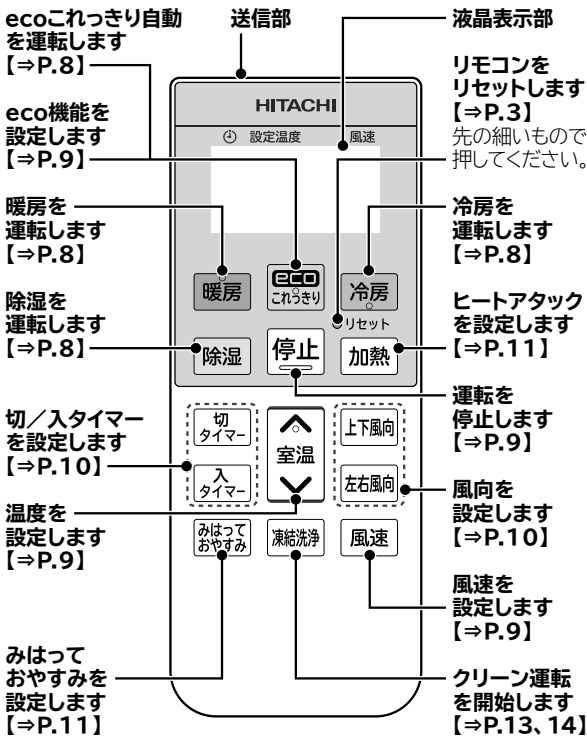 ecoこれっきり自動
を運転します
【⇒P.8】
eco機能を
設定します
【⇒P.9】
暖房を
運転します
【⇒P.8】
除湿を
運転します
【⇒P.8】
切／入タイマー
を設定します
【⇒P.10】
温度を
設定します
【⇒P.9】
みはって
おやすみを
設定します
【⇒P.11】
送信部
HITACHI
設定温度 風速
暖房
eco
これっきり
冷房
リセット
除湿
停止
加熱
切
タイマー
室温
上下風向
入
タイマー
左右風向
みはって
おやすみ
凍結洗浄
風速
液晶表示部
リモコンを
リセットします
【⇒P.3】
先の細いもので
押してください。
冷房を
運転します
【⇒P.8】
ヒートアタック
を設定します
【⇒P.11】
運転を
停止します
【⇒P.9】
風向を
設定します
【⇒P.10】
風速を
設定します
【⇒P.9】
クリーン運転
を開始します
【⇒P.13、14】